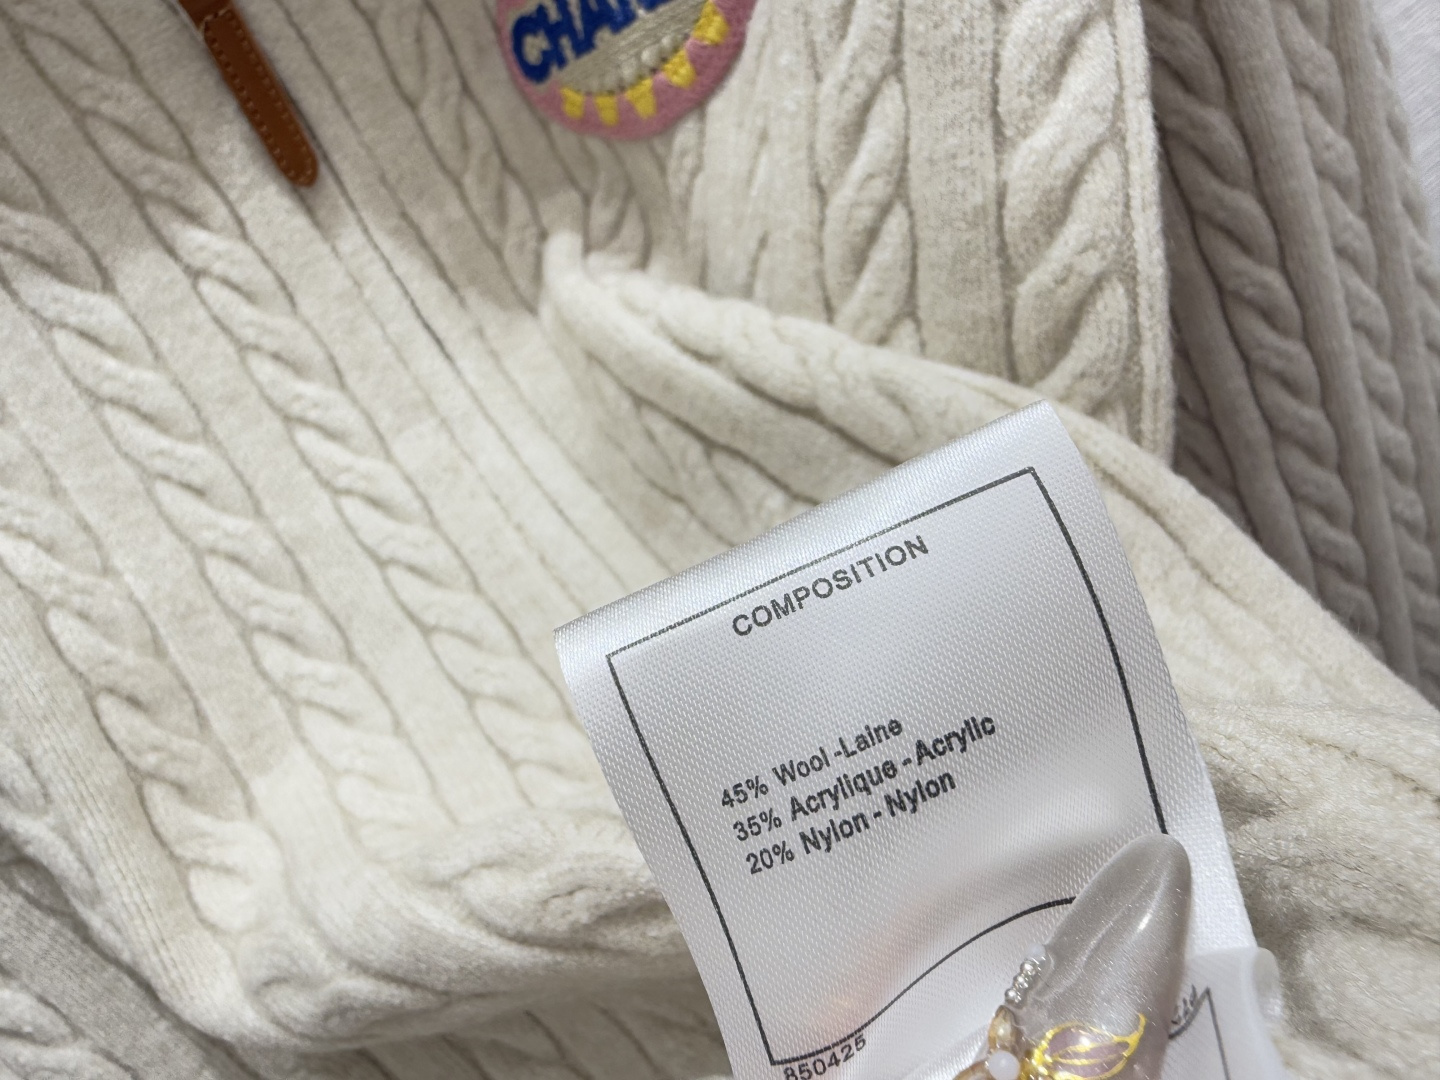 CHAN
COMPOSITION
45% Wool -Laine
35% Acrylique - Acrylic
20% Nylon - Nylon
850425